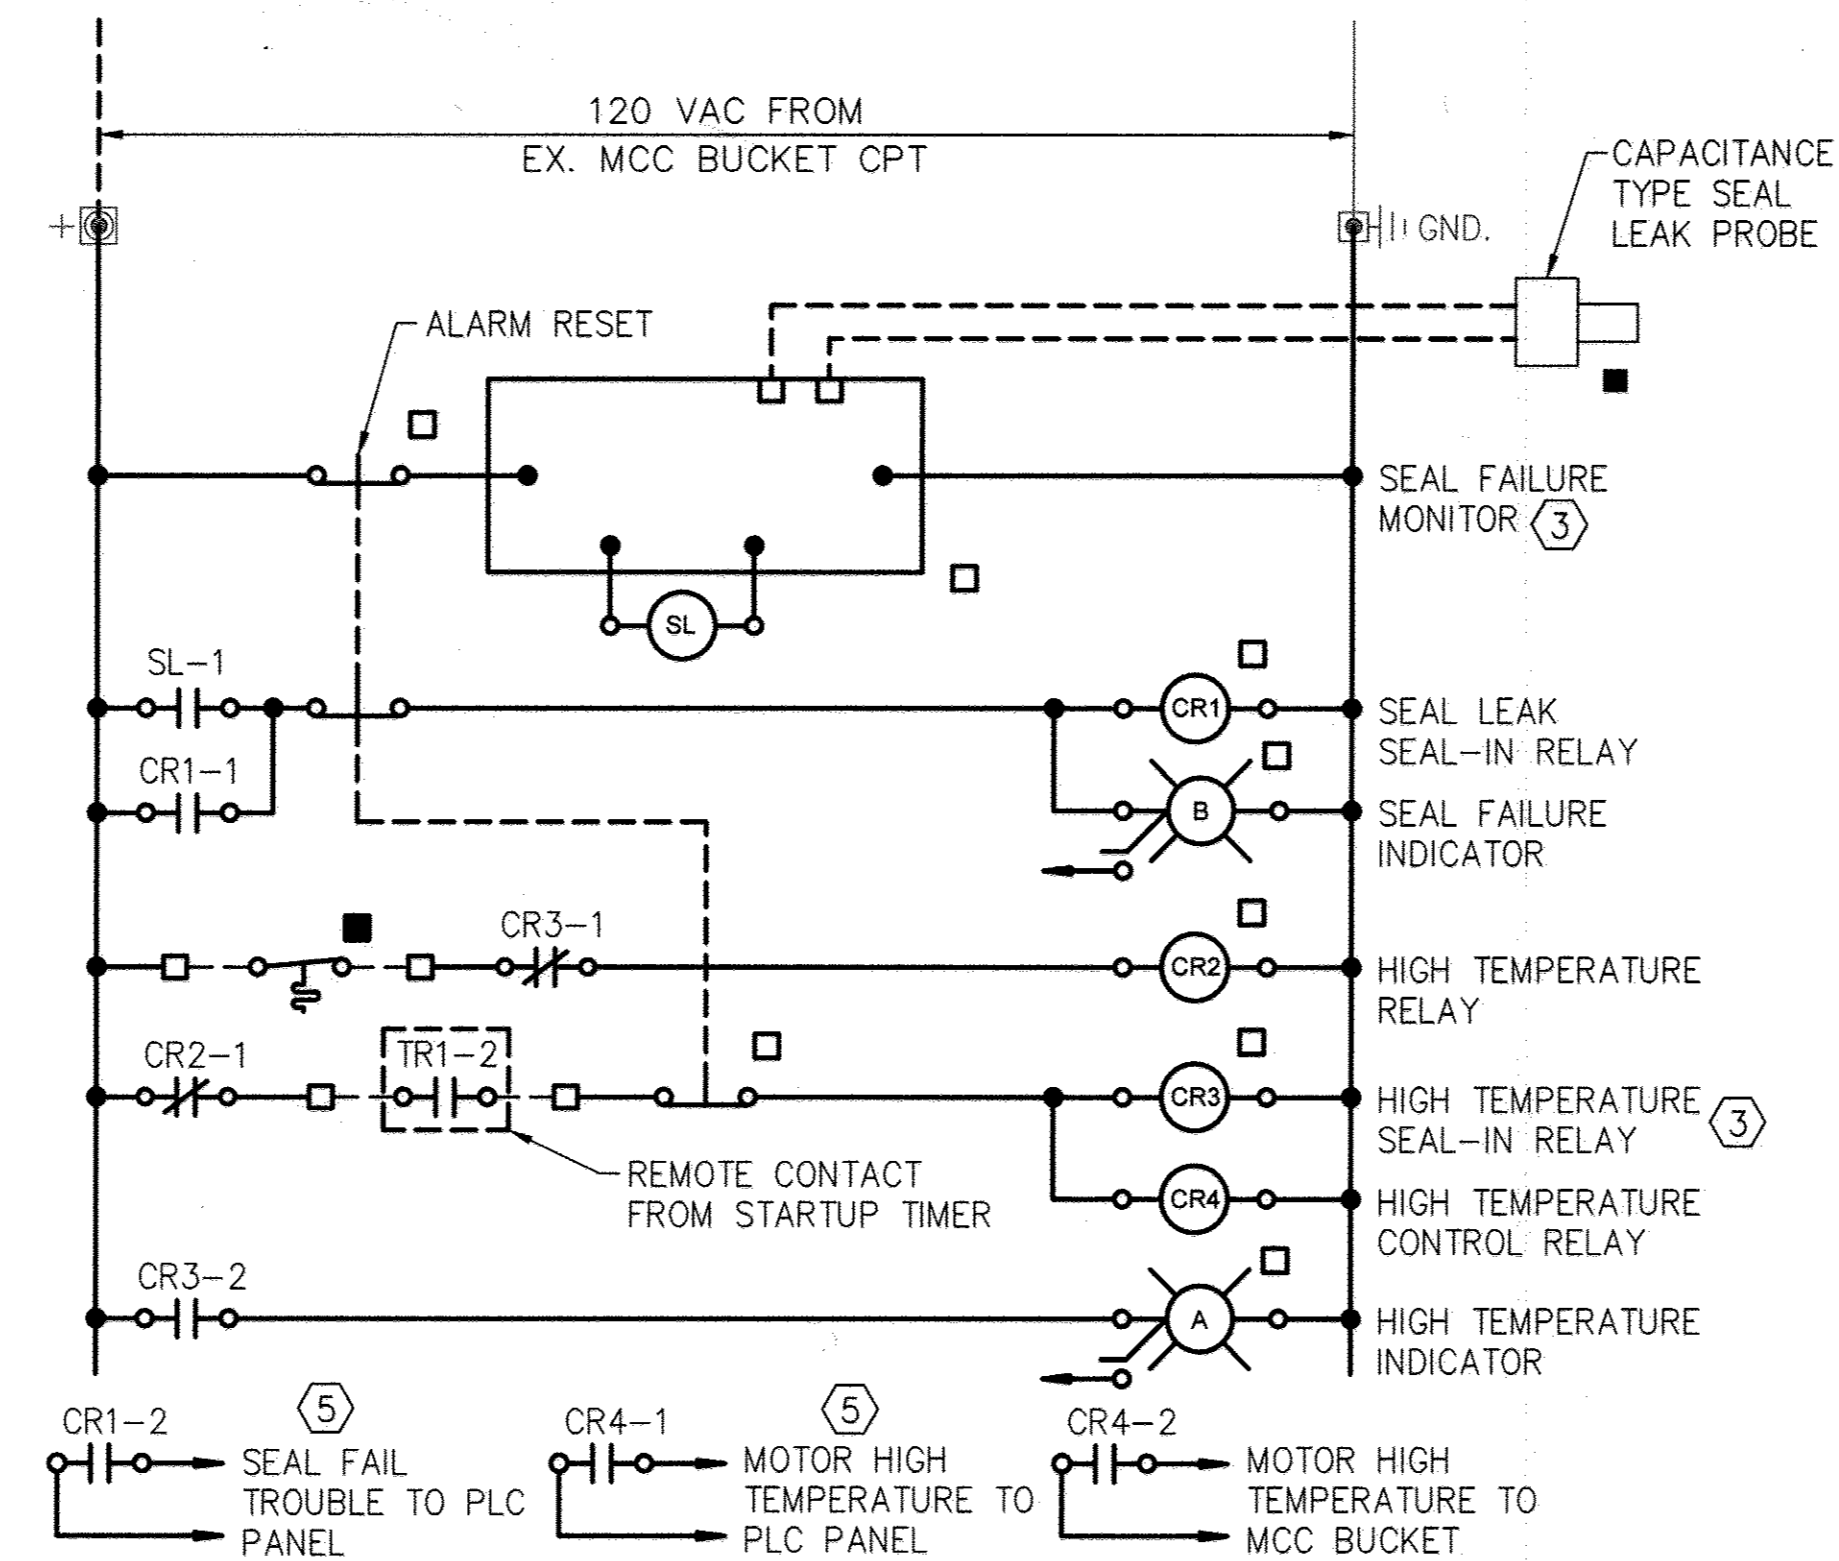 120 VAC FROM
EX. MCC BUCKET CPT
CAPACITANCE
TYPE SEAL
LEAK PROBE
+
GND.
ALARM RESET
SEAL FAILURE
MONITOR 3
SL
SL-1
CR1
SEAL LEAK
SEAL-IN RELAY
CR1-1
B
SEAL FAILURE
INDICATOR
CR3-1
CR2
HIGH TEMPERATURE
RELAY
CR2-1
TR1-2
CR3
HIGH TEMPERATURE
SEAL-IN RELAY 3
REMOTE CONTACT
FROM STARTUP TIMER
CR4
HIGH TEMPERATURE
CONTROL RELAY
CR3-2
A
HIGH TEMPERATURE
INDICATOR
CR1-2 5
SEAL FAIL
TROUBLE TO PLC
PANEL
CR4-1 5
MOTOR HIGH
TEMPERATURE TO
PLC PANEL
CR4-2
MOTOR HIGH
TEMPERATURE TO
MCC BUCKET